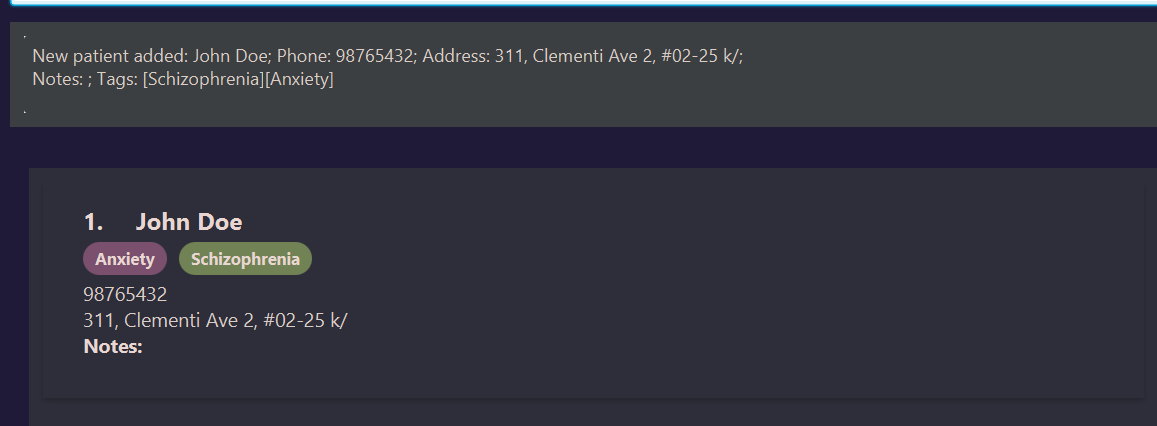 .
New patient added: John Doe; Phone: 98765432; Address: 311, Clementi Ave 2, #02-25 k/;
Notes: ; Tags: [Schizophrenia][Anxiety]
.
1. John Doe
Anxiety Schizophrenia
98765432
311, Clementi Ave 2, #02-25 k/
Notes: